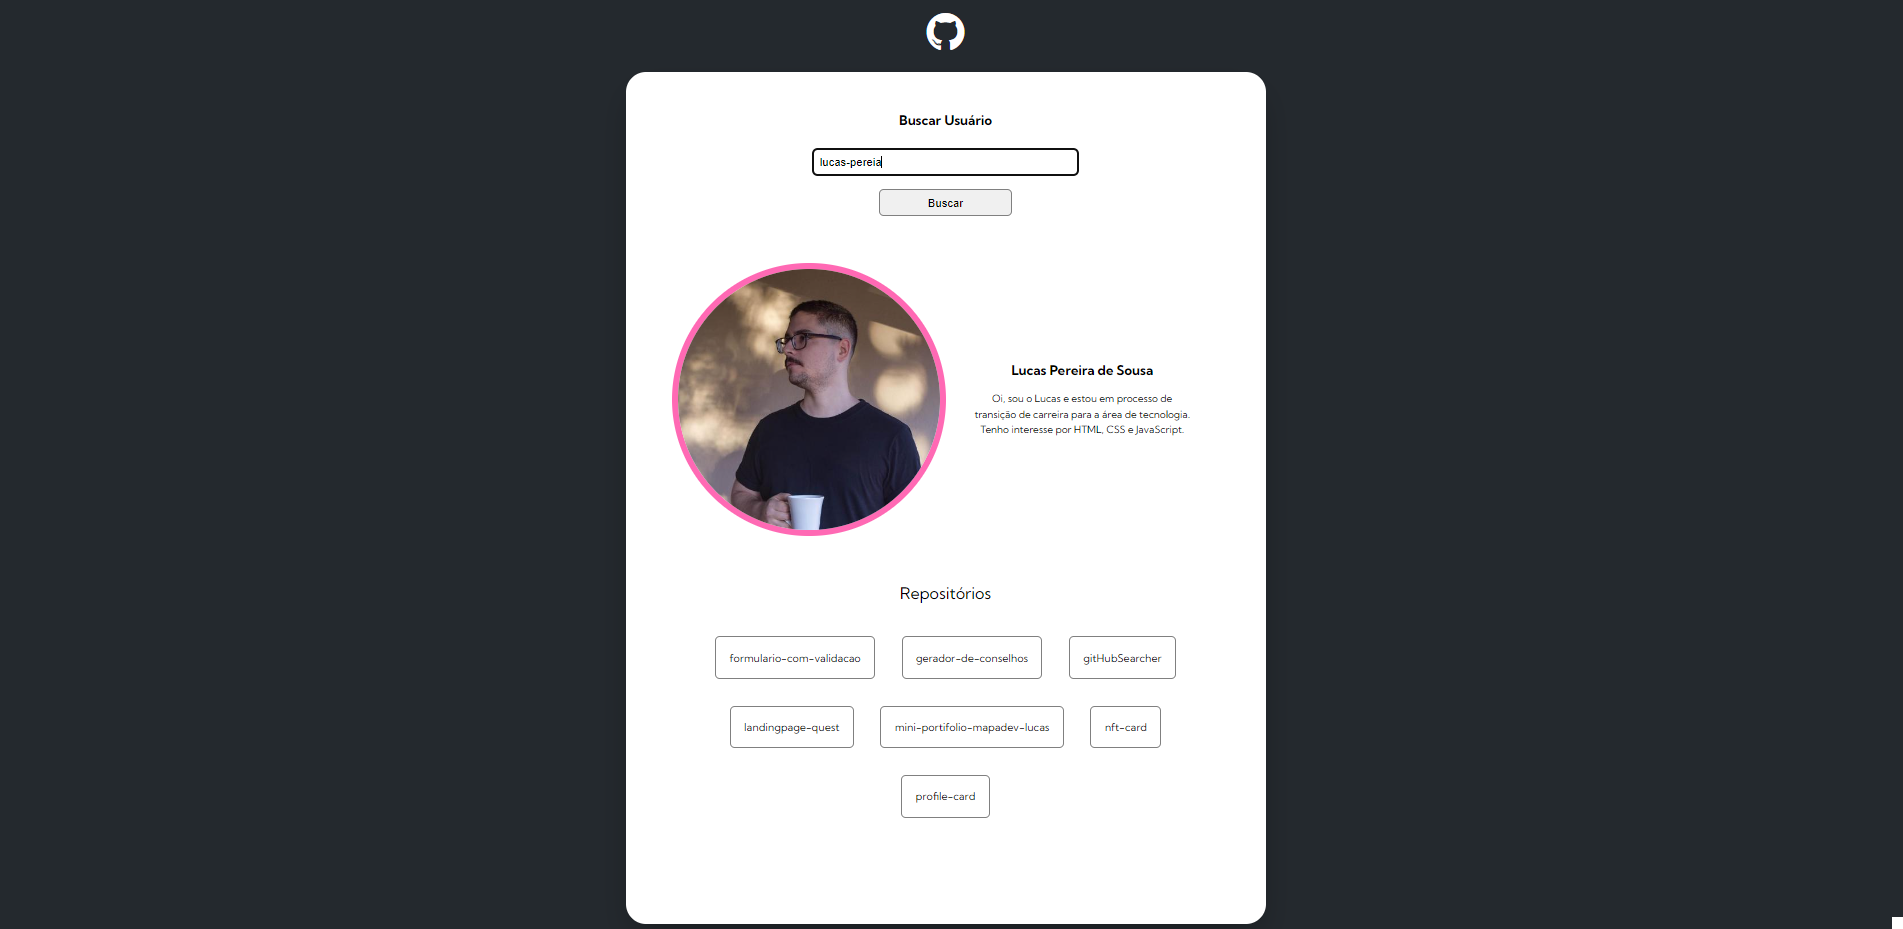 Buscar Usuário
lucas-pereia
Buscar
Lucas Pereira de Sousa
Oi, sou o Lucas e estou em processo de
transição de carreira para a área de tecnologia.
Tenho interesse por HTML, CSS e JavaScript.
Repositórios
formulario-com-validacao
gerador-de-conselhos
gitHubSearcher
landingpage-quest
mini-portifolio-mapadev-lucas
nft-card
profile-card